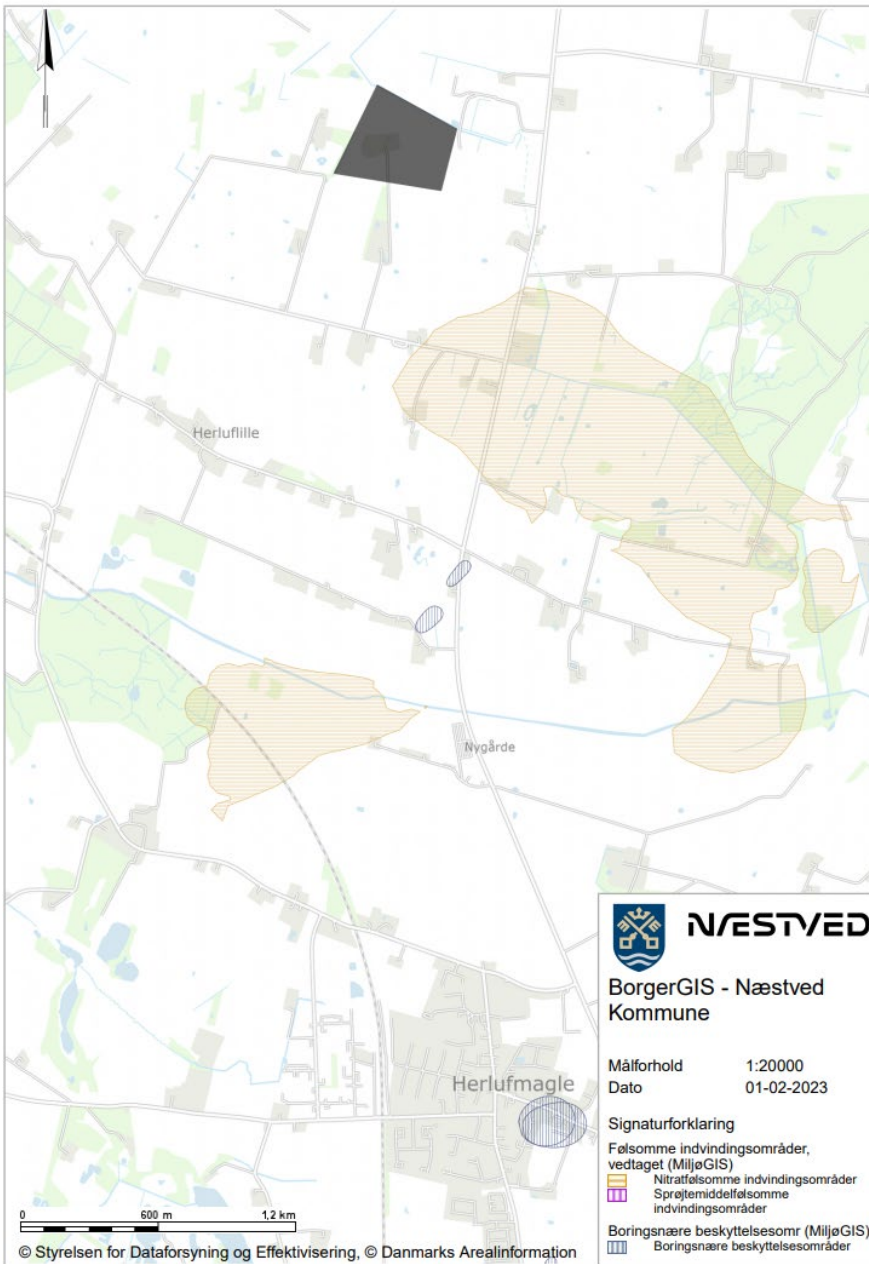 Herluflille
Nygårde
Herlufmagle
NÆSTVED
BorgerGIS - Næstved
Kommune
Målforhold 1:20000
Dato 01-02-2023
Signaturforklaring
Følsomme indvindingsområder,
vedtaget (MiljøGIS)
Nitratfølsomme indvindingsområder
Sprøjtemiddelfølsomme
indvindingsområder
Boringsnære beskyttelsesomr (MiljøGIS)
Boringsnære beskyttelsesområder
0 600 m 1,2 km
© Styrelsen for Dataforsyning og Effektivisering, © Danmarks Arealinformation